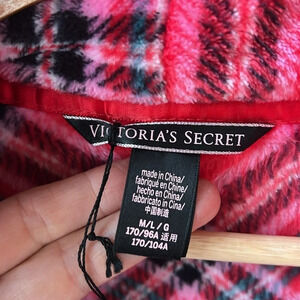 VICTORIA'S SECRET
made in China/
fabriqué en Chine/
hecho en China/
fabricado in Cina/
中国制造
M/L/G
170/96A 适用
170/104A